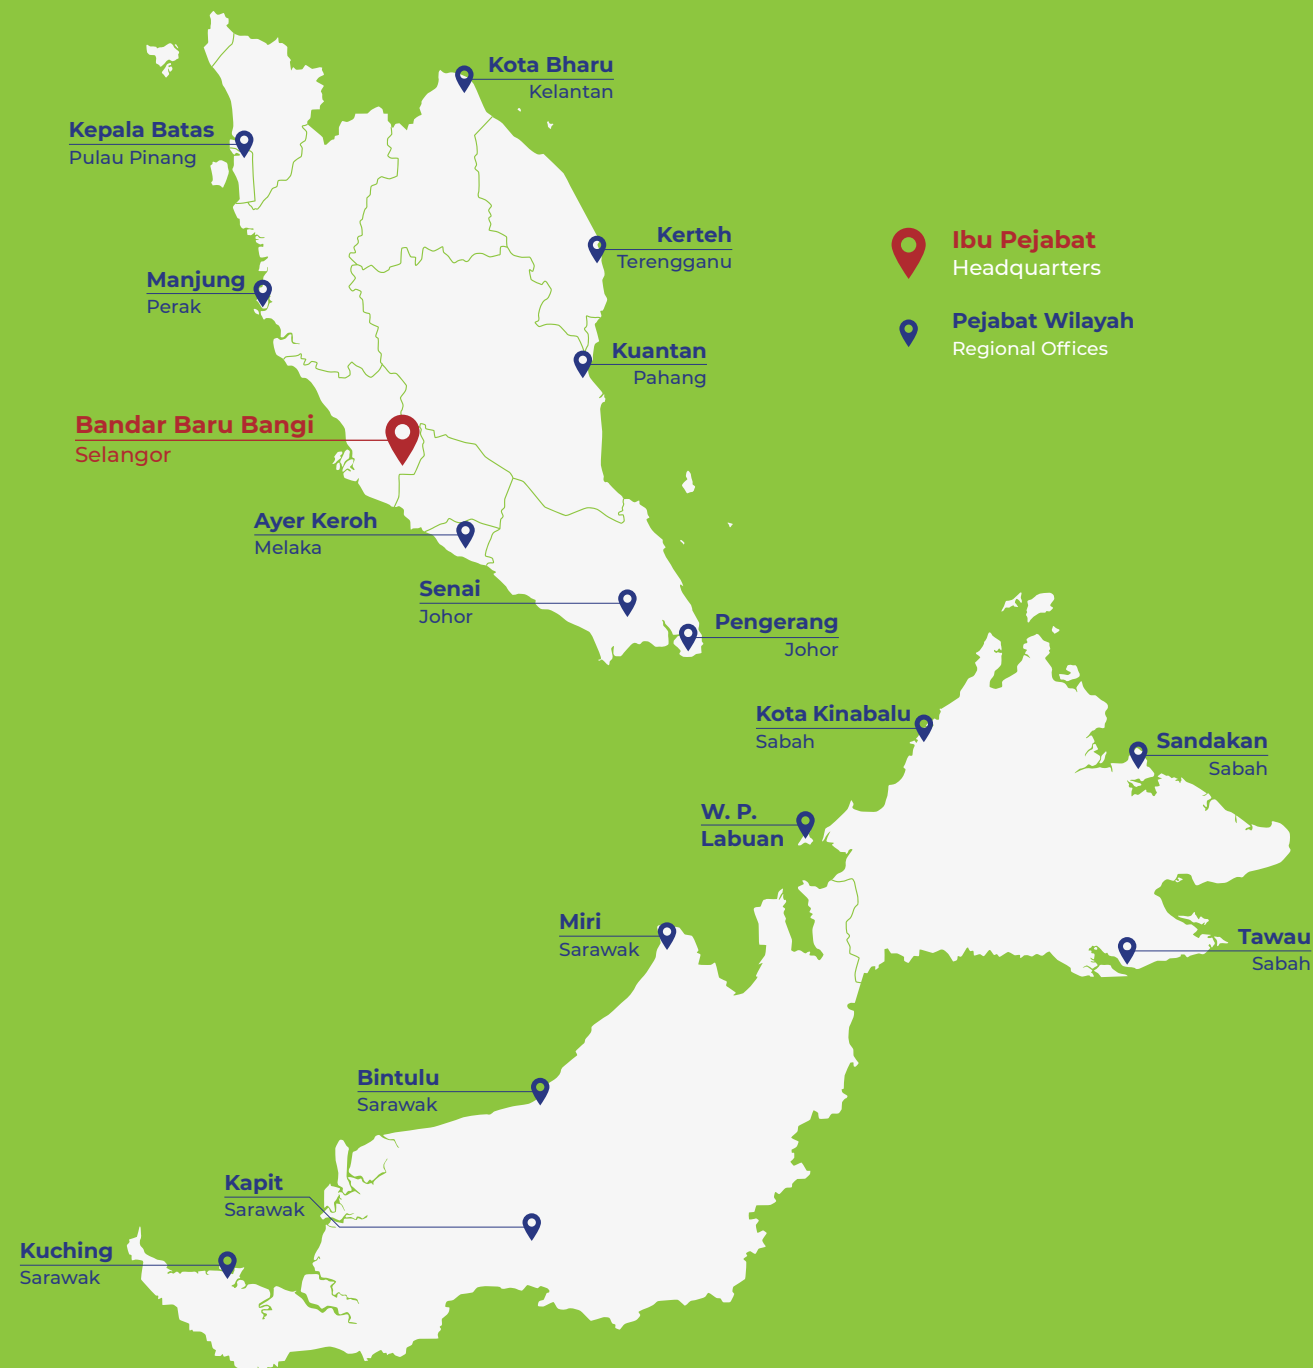 Kota Bharu
Kelantan
Kepala Batas
Pulau Pinang
Kerteh
Terengganu
Ibu Pejabat
Headquarters
Manjung
Perak
Pejabat Wilayah
Regional Offices
Kuantan
Pahang
Bandar Baru Bangi
Selangor
Ayer Keroh
Melaka
Senai
Johor
Pengerang
Johor
Kota Kinabalu
Sabah
Sandakan
Sabah
W. P.
Labuan
Miri
Sarawak
Tawau
Sabah
Bintulu
Sarawak
Kapit
Sarawak
Kuching
Sarawak